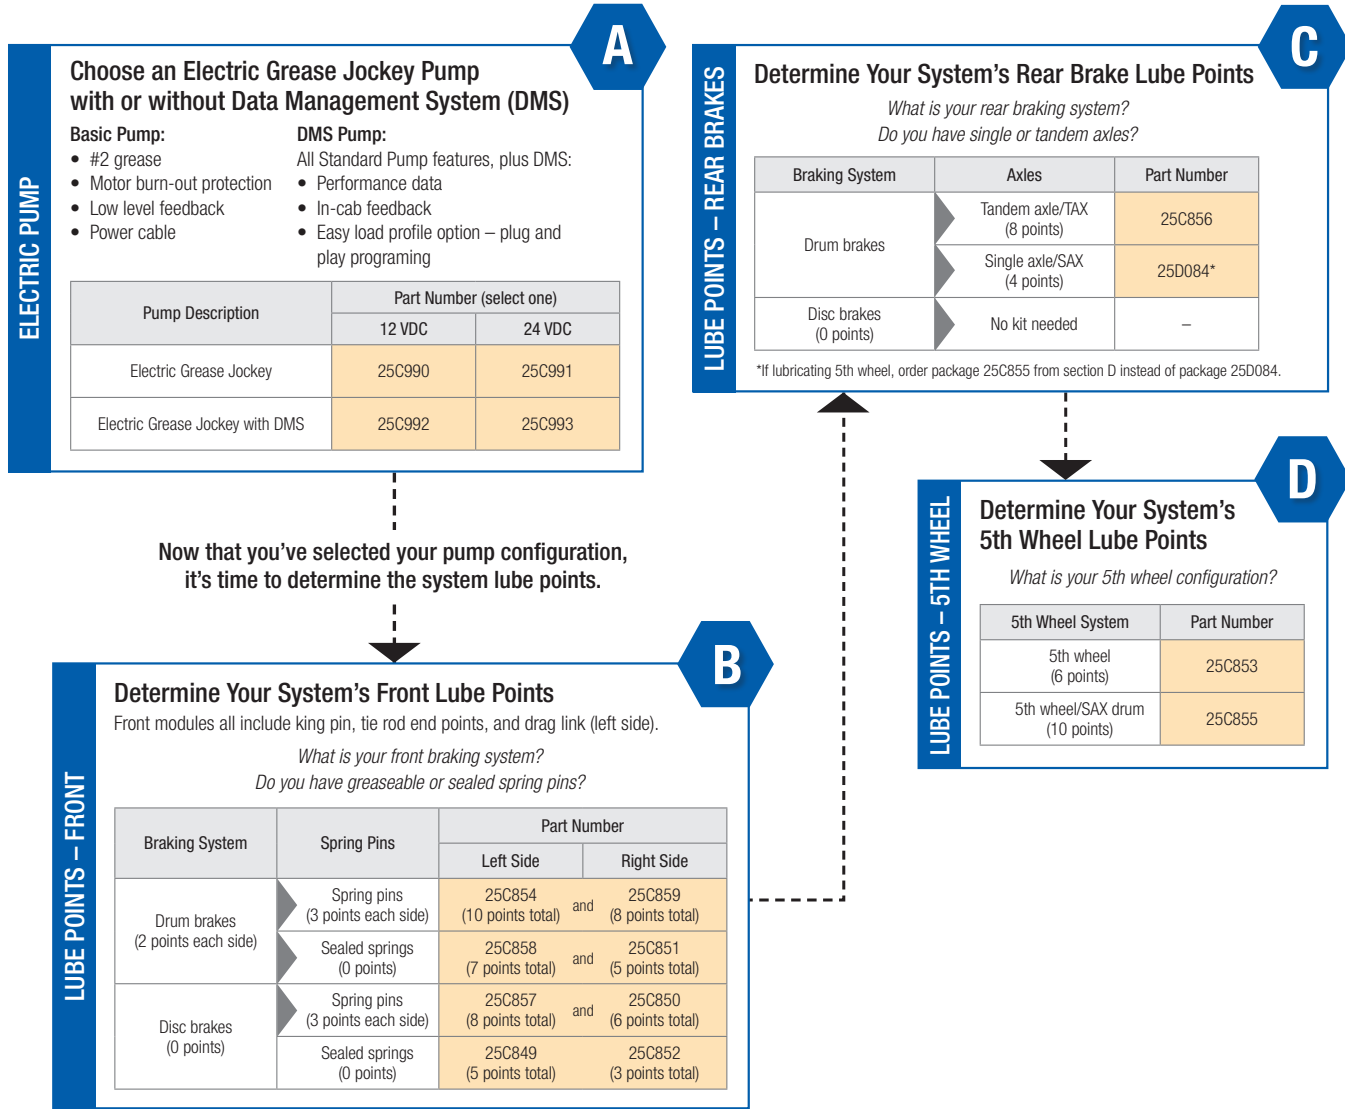 A
ELECTRIC PUMP
Choose an Electric Grease Jockey Pump
with or without Data Management System (DMS)
Basic Pump:
• #2 grease
• Motor burn-out protection
• Low level feedback
• Power cable
DMS Pump:
All Standard Pump features, plus DMS:
• Performance data
• In-cab feedback
• Easy load profile option – plug and
play programing
Pump Description
Part Number (select one)
12 VDC
24 VDC
Electric Grease Jockey
25C990
25C991
Electric Grease Jockey with DMS
25C992
25C993
Now that you've selected your pump configuration,
it's time to determine the system lube points.
B
LUBE POINTS – FRONT
Determine Your System's Front Lube Points
Front modules all include king pin, tie rod end points, and drag link (left side).
What is your front braking system?
Do you have greaseable or sealed spring pins?
Braking System
Spring Pins
Part Number
Left Side
Right Side
Drum brakes
(2 points each side)
Spring pins
(3 points each side)
25C854
(10 points total)
and
25C859
(8 points total)
Sealed springs
(0 points)
25C858
(7 points total)
and
25C851
(5 points total)
Disc brakes
(0 points)
Spring pins
(3 points each side)
25C857
(8 points total)
and
25C850
(6 points total)
Sealed springs
(0 points)
25C849
(5 points total)
25C852
(3 points total)
C
LUBE POINTS – REAR BRAKES
Determine Your System's Rear Brake Lube Points
What is your rear braking system?
Do you have single or tandem axles?
Braking System
Axles
Part Number
Drum brakes
Tandem axle/TAX
(8 points)
25C856
Single axle/SAX
(4 points)
25D084*
Disc brakes
(0 points)
No kit needed
–
*If lubricating 5th wheel, order package 25C855 from section D instead of package 25D084.
D
LUBE POINTS – 5TH WHEEL
Determine Your System's
5th Wheel Lube Points
What is your 5th wheel configuration?
5th Wheel System
Part Number
5th wheel
(6 points)
25C853
5th wheel/SAX drum
(10 points)
25C855